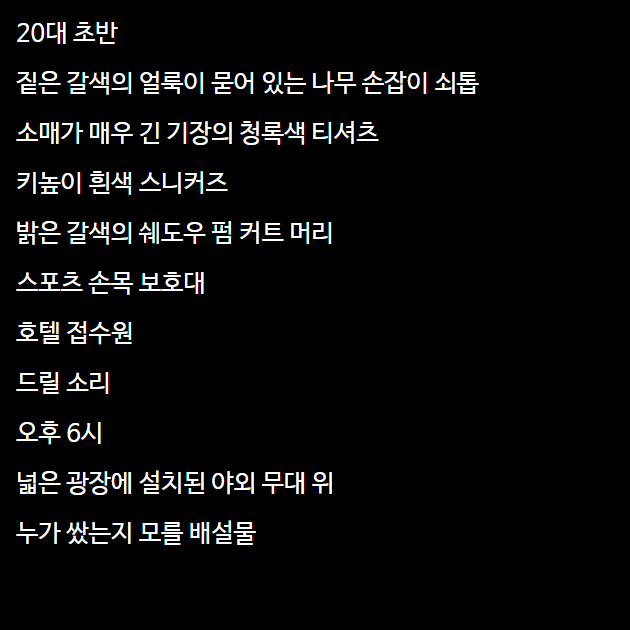 20대 초반
짙은 갈색의 얼룩이 묻어 있는 나무 손잡이 쇠톱
소매가 매우 긴 기장의 청록색 티셔츠
키높이 흰색 스니커즈
밝은 갈색의 쉐도우 펌 커트 머리
스포츠 손목 보호대
호텔 접수원
드릴 소리
오후 6시
넓은 광장에 설치된 야외 무대 위
누가 쌌는지 모를 배설물